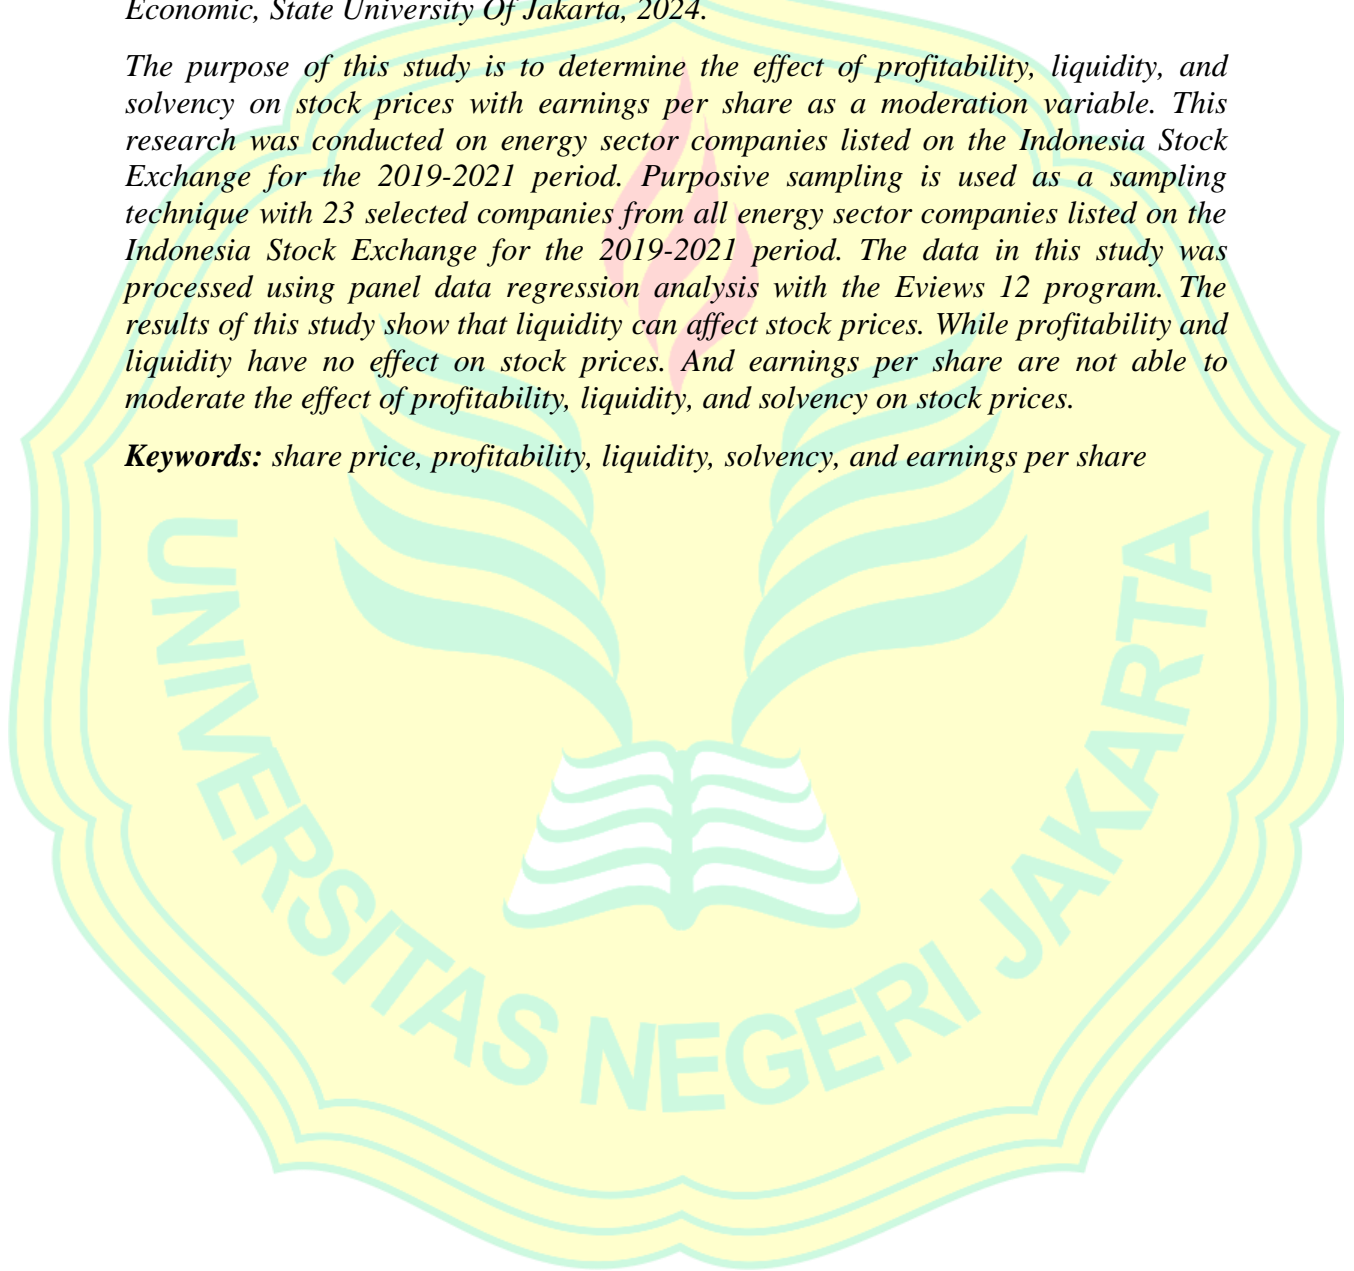 Economic, State University Of Jakarta, 2024.
The purpose of this study is to determine the effect of profitability, liquidity, and
solvency on stock prices with earnings per share as a moderation variable. This
research was conducted on energy sector companies listed on the Indonesia Stock
Exchange for the 2019-2021 period. Purposive sampling is used as a sampling
technique with 23 selected companies from all energy sector companies listed on the
Indonesia Stock Exchange for the 2019-2021 period. The data in this study was
processed using panel data regression analysis with the Eviews 12 program. The
results of this study show that liquidity can affect stock prices. While profitability and
liquidity have no effect on stock prices. And earnings per share are not able to
moderate the effect of profitability, liquidity, and solvency on stock prices.
Keywords: share price, profitability, liquidity, solvency, and earnings per share
UNIVERSITAS NEGERI JAKARTA